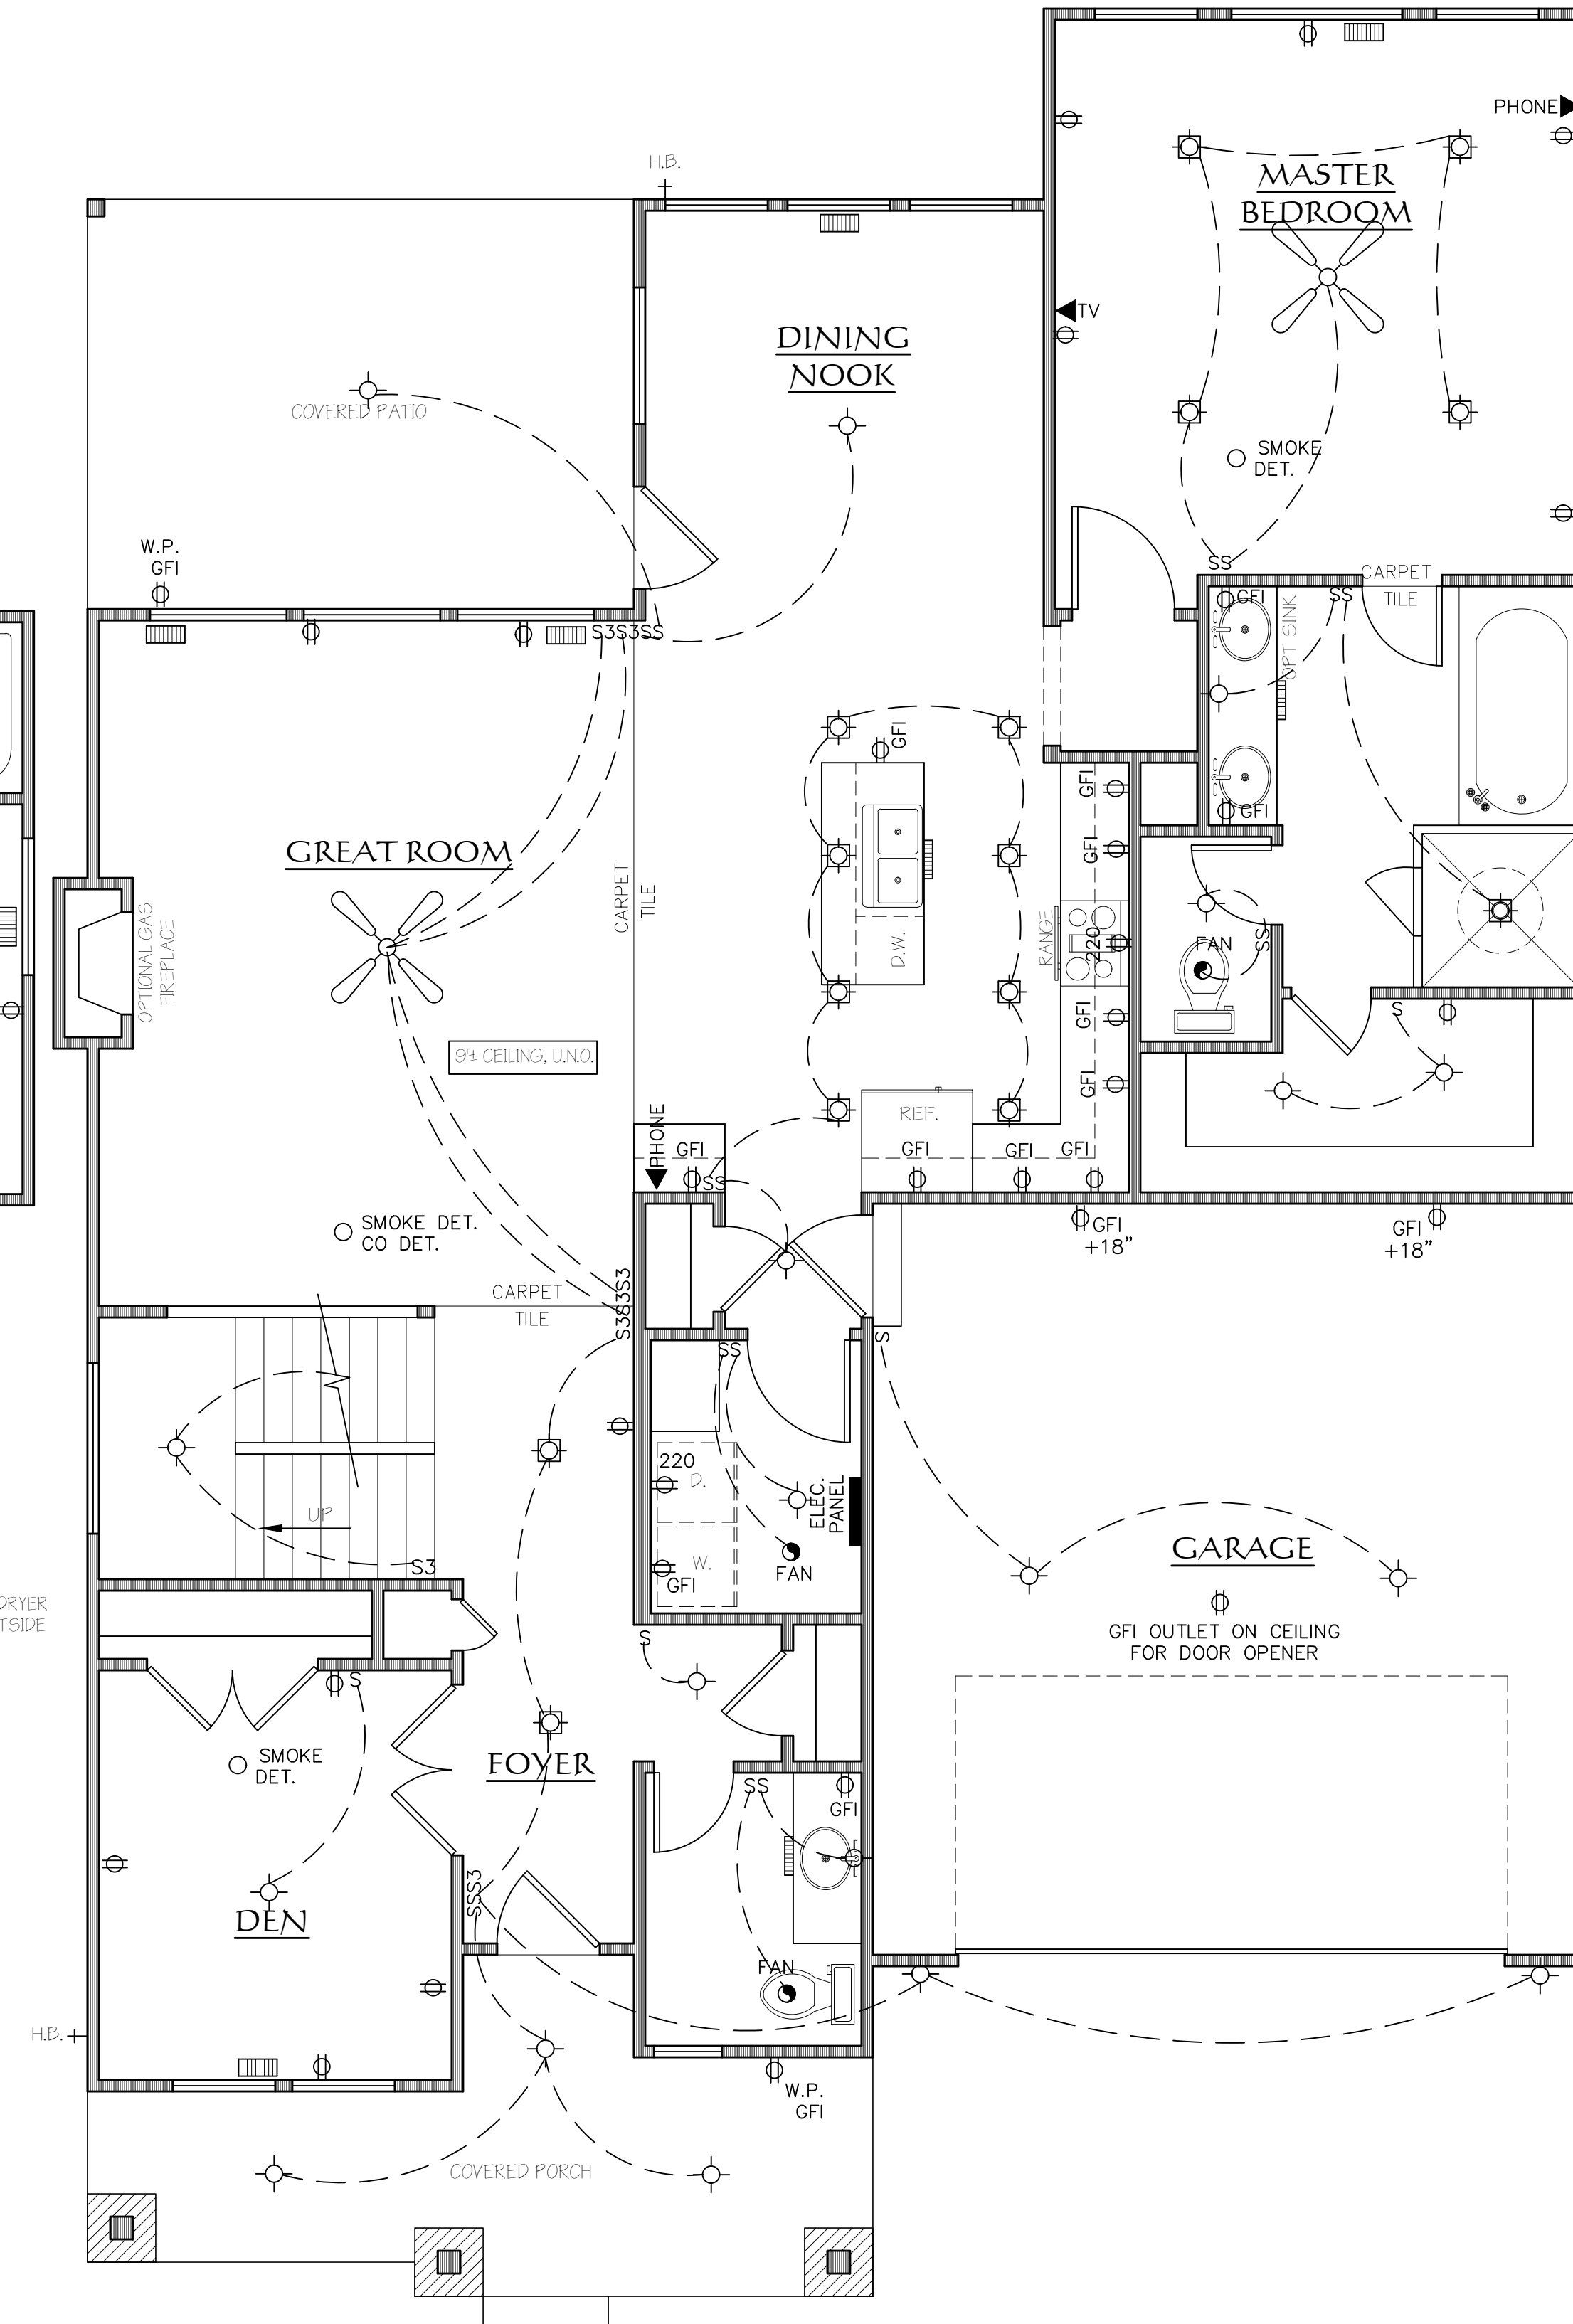 PHONE
MASTER
BEDROOM
H.B.
TV
DINING
NOOK
COVERED PATIO
SMOKE
DET.
W.P.
GFI
SS
CARPET
TILE
GFI
SS
OPT SINK
S3S3SS
GFI
GFI
GFI
GREAT ROOM
CARPET
TILE
GFI
OPTIONAL GAS
FIREPLACE
D.W.
RANGE
220
FAN
SS
9'± CEILING, U.N.O.
GFI
S
GFI
REF.
PHONE
GFI
GFI
GFI
GFI
SS
SMOKE DET.
CO DET.
GFI
+18"
GFI
+18"
CARPET
TILE
S3S3S3
S
SS
220
D.
ELEC.
PANEL
UP
W.
GFI
FAN
S3
GARAGE
DRYER
TSIDE
GFI OUTLET ON CEILING
FOR DOOR OPENER
S
S
SMOKE
DET.
FOYER
SS
GFI
SSS3
DEN
FAN
H.B.
W.P.
GFI
COVERED PORCH